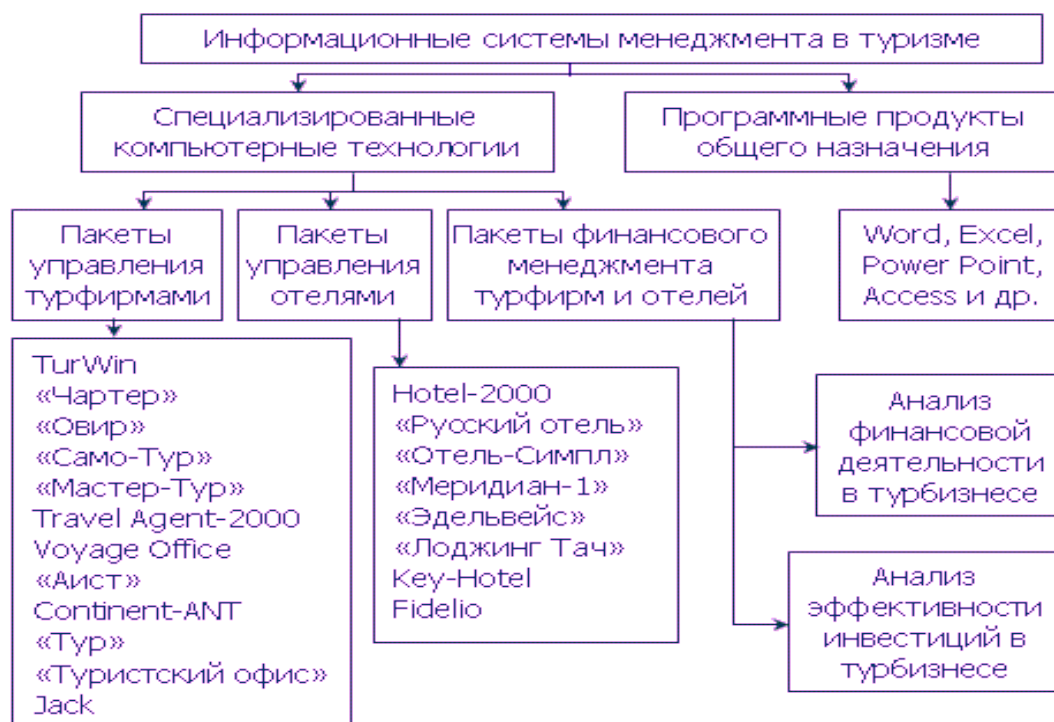 Информационные системы менеджмента в туризме
Специализированные
компьютерные технологии
Программные продукты
общего назначения
Пакеты
управления
турфирмами
Пакеты
управления
отелями
Пакеты финансового
менеджмента
турфирм и отелей
Word, Excel,
Power Point,
Access и др.
TurWin
«Чартер»
«Овир»
«Само-Тур»
«Мастер-Тур»
Travel Agent-2000
Voyage Office
«Аист»
Continent-ANT
«Тур»
«Туристский офис»
Jack
Hotel-2000
«Русский отель»
«Отель-Симпл»
«Меридиан-1»
«Эдельвейс»
«Лоджинг Тач»
Key-Hotel
Fidelio
Анализ
финансовой
деятельности
в турбизнесе
Анализ
эффективности
инвестиций в
турбизнесе